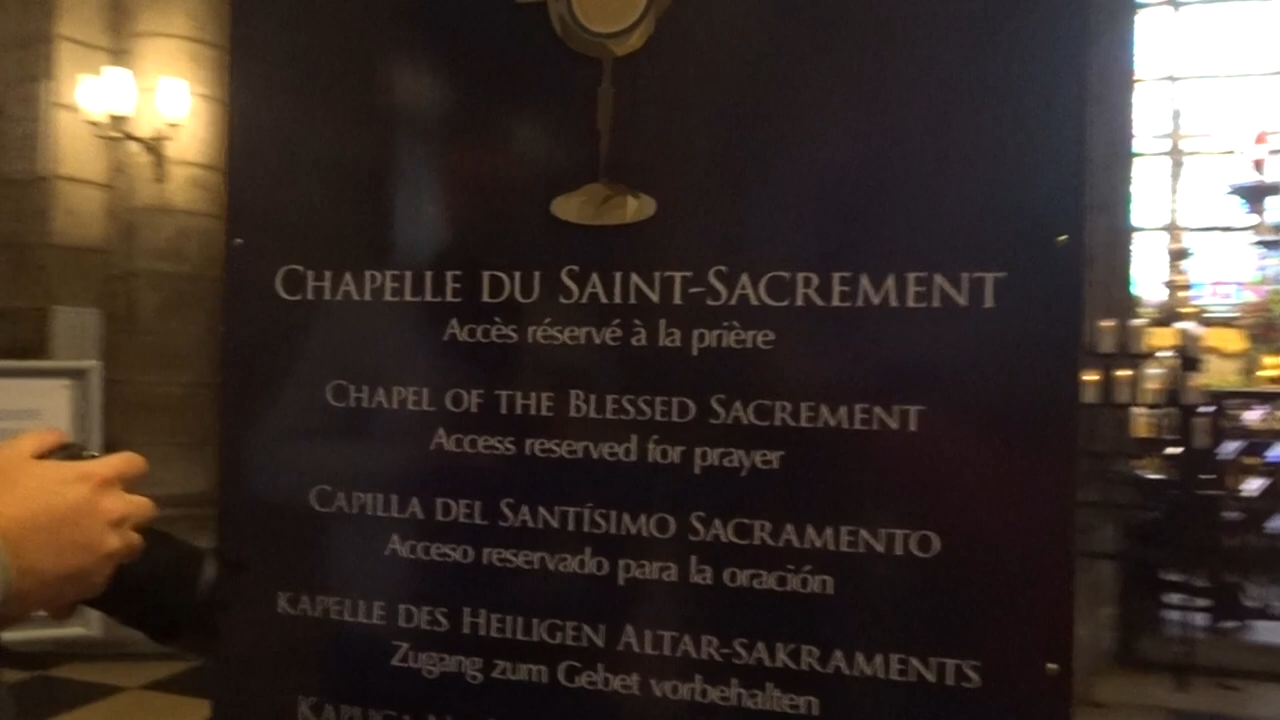 CHAPELLE DU SAINT-SACREMENT
Accès réservé à la prière
CHAPEL OF THE BLESSED SACREMENT
Access reserved for prayer
CAPILLA DEL SANTÍSIMO SACRAMENTO
Acceso reservado para la oración
KAPELLE DES HEILIGEN ALTAR-SAKRAMENTS
Zugang zum Gebet vorbehalten